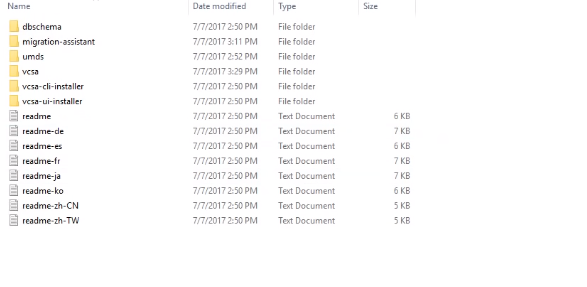 Name Date modified Type Size
dbschema 7/7/2017 2:50 PM File folder
migration-assistant 7/7/2017 3:11 PM File folder
umds 7/7/2017 2:52 PM File folder
vcsa 7/7/2017 3:29 PM File folder
vcsa-cli-installer 7/7/2017 2:50 PM File folder
vcsa-ui-installer 7/7/2017 2:50 PM File folder
readme 7/7/2017 2:50 PM Text Document 6 KB
readme-de 7/7/2017 2:50 PM Text Document 7 KB
readme-es 7/7/2017 2:50 PM Text Document 6 KB
readme-fr 7/7/2017 2:50 PM Text Document 7 KB
readme-ja 7/7/2017 2:50 PM Text Document 7 KB
readme-ko 7/7/2017 2:50 PM Text Document 6 KB
readme-zh-CN 7/7/2017 2:50 PM Text Document 5 KB
readme-zh-TW 7/7/2017 2:50 PM Text Document 5 KB